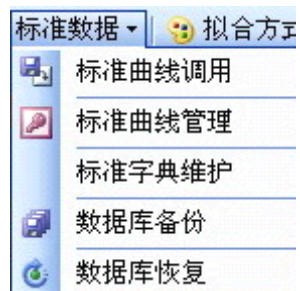 标准数据 拟合方式
标准曲线调用
标准曲线管理
标准字典维护
数据库备份
数据库恢复